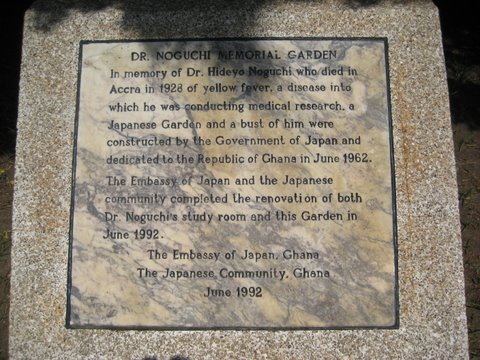 DR. NOGUCHI MEMORIAL GARDEN
In memory of Dr. Hideyo Noguchi who died in
Accra in 1928 of yellow fever, a disease into
which he was conducting medical research, a
Japanese Garden and a bust of him were
constructed by the Government of Japan and
dedicated to the Republic of Ghana in June 1962.
The Embassy of Japan and the Japanese
community completed the renovation of both
Dr. Noguchi's study room and this Garden in
June 1992.
The Embassy of Japan, Ghana
The Japanese Community, Ghana
June 1992